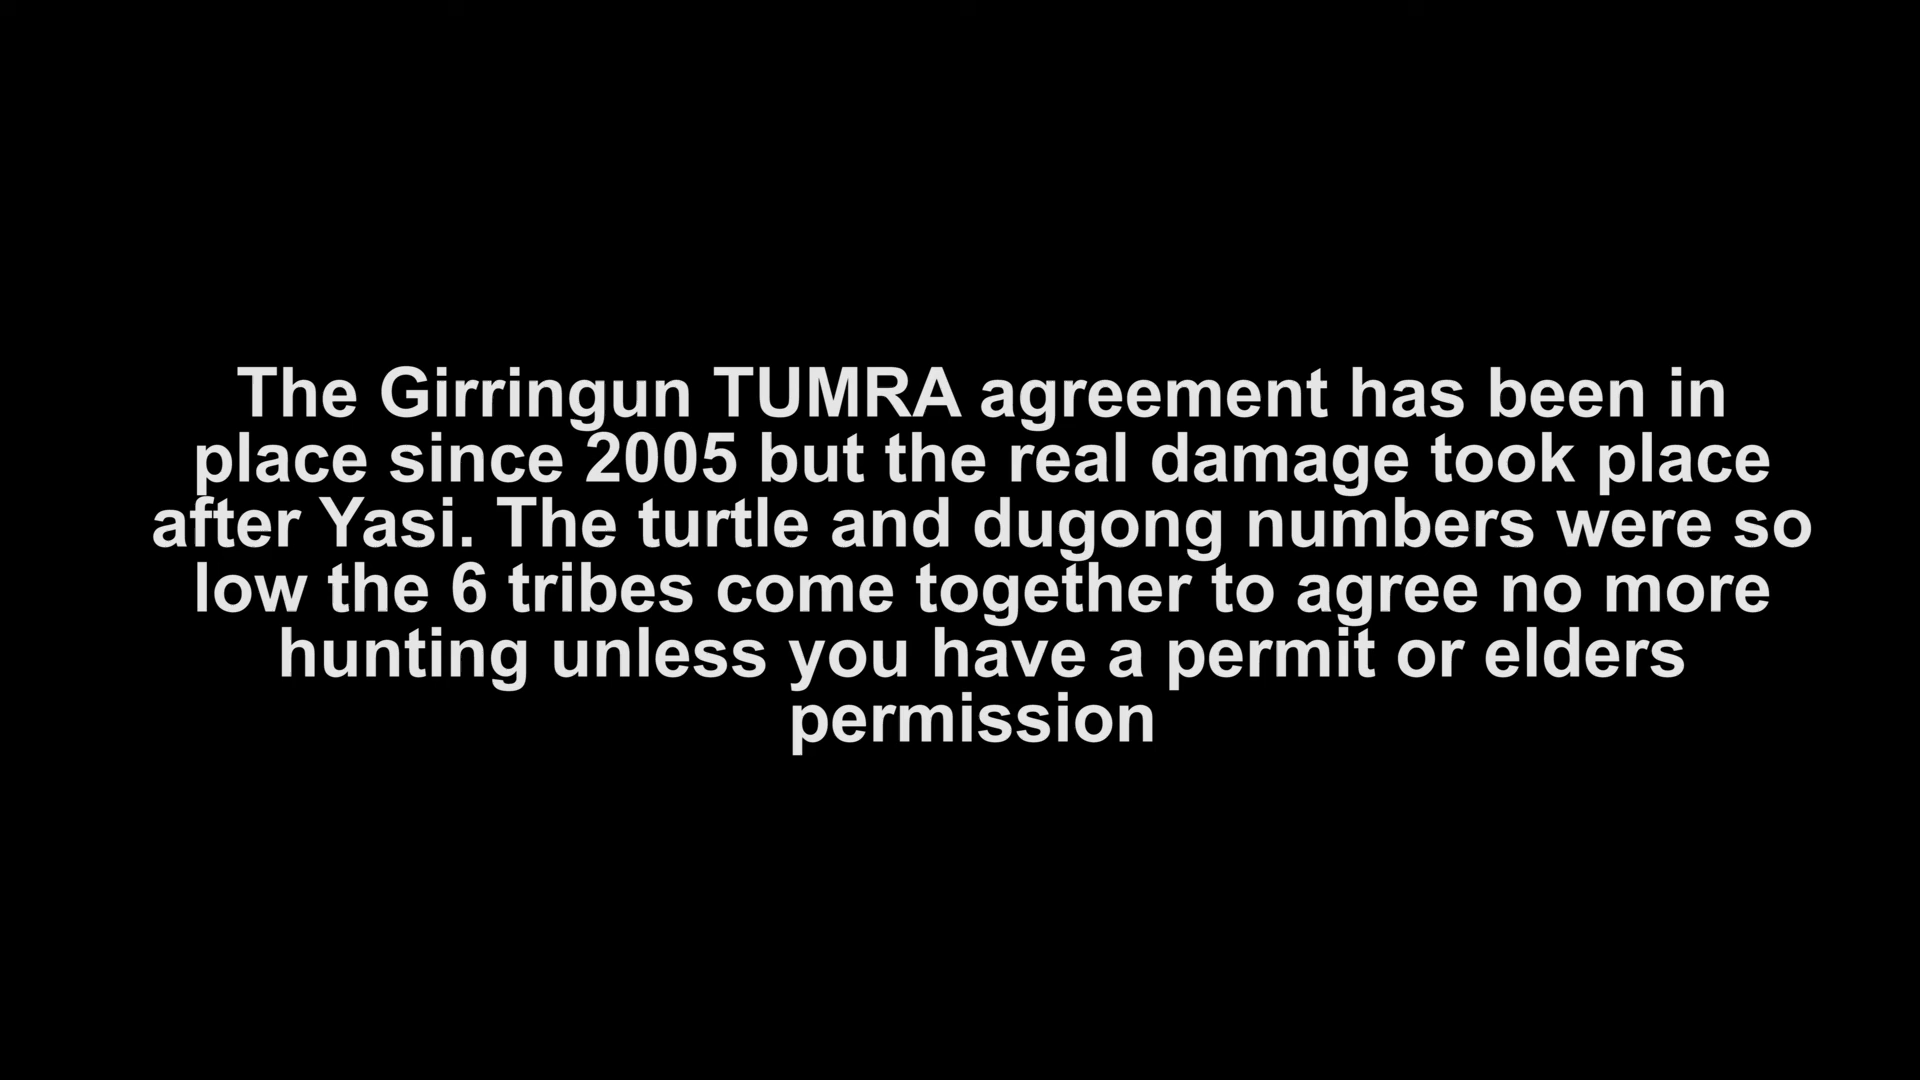 The Girringun TUMRA agreement has been in
place since 2005 but the real damage took place
after Yasi. The turtle and dugong numbers were so
low the 6 tribes come together to agree no more
hunting unless you have a permit or elders
permission